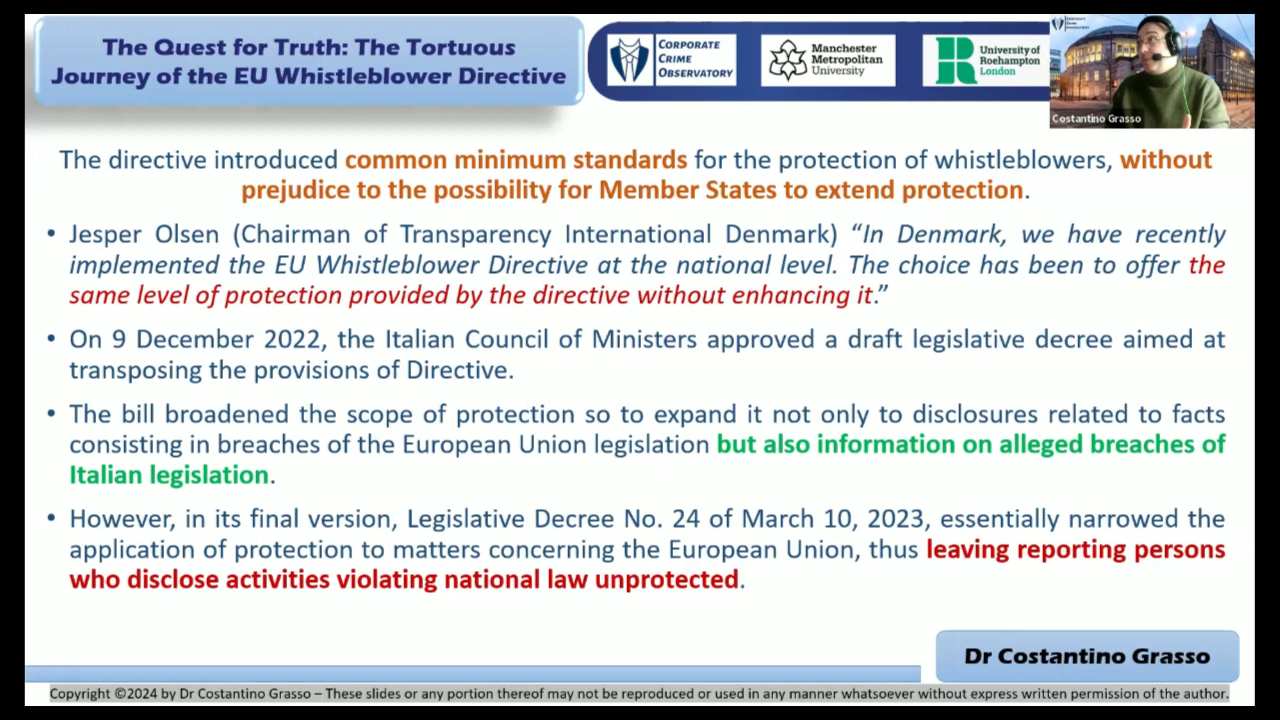 The Quest for Truth: The Tortuous
Journey of the EU Whistleblower Directive
CORPORATE
CRIME
OBSERVATORY
Manchester
Metropolitan
University
University of
Roehampton
London
Costantino Grasso
The directive introduced common minimum standards for the protection of whistleblowers, without
prejudice to the possibility for Member States to extend protection.
• Jesper Olsen (Chairman of Transparency International Denmark) “In Denmark, we have recently
implemented the EU Whistleblower Directive at the national level. The choice has been to offer the
same level of protection provided by the directive without enhancing it.”
• On 9 December 2022, the Italian Council of Ministers approved a draft legislative decree aimed at
transposing the provisions of Directive.
• The bill broadened the scope of protection so to expand it not only to disclosures related to facts
consisting in breaches of the European Union legislation but also information on alleged breaches of
Italian legislation.
• However, in its final version, Legislative Decree No. 24 of March 10, 2023, essentially narrowed the
application of protection to matters concerning the European Union, thus leaving reporting persons
who disclose activities violating national law unprotected.
Dr Costantino Grasso
Copyright ©2024 by Dr Costantino Grasso – These slides or any portion thereof may not be reproduced or used in any manner whatsoever without express written permission of the author.